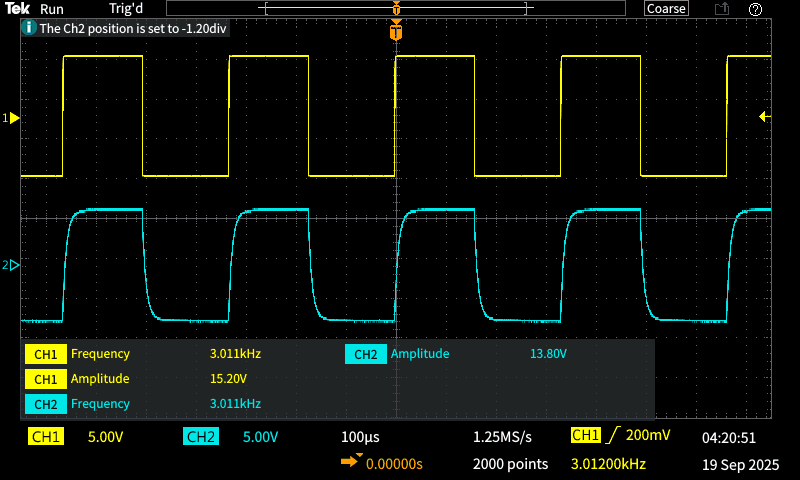 Tek Run Trig'd T Coarse ?
i The Ch2 position is set to -1.20div
T
1
2
CH1 Frequency 3.011kHz CH2 Amplitude 13.80V
CH1 Amplitude 15.20V
CH2 Frequency 3.011kHz
CH1 5.00V CH2 5.00V 100µs 1.25MS/s CH1 200mV 04:20:51
0.00000s 2000 points 3.01200kHz 19 Sep 2025